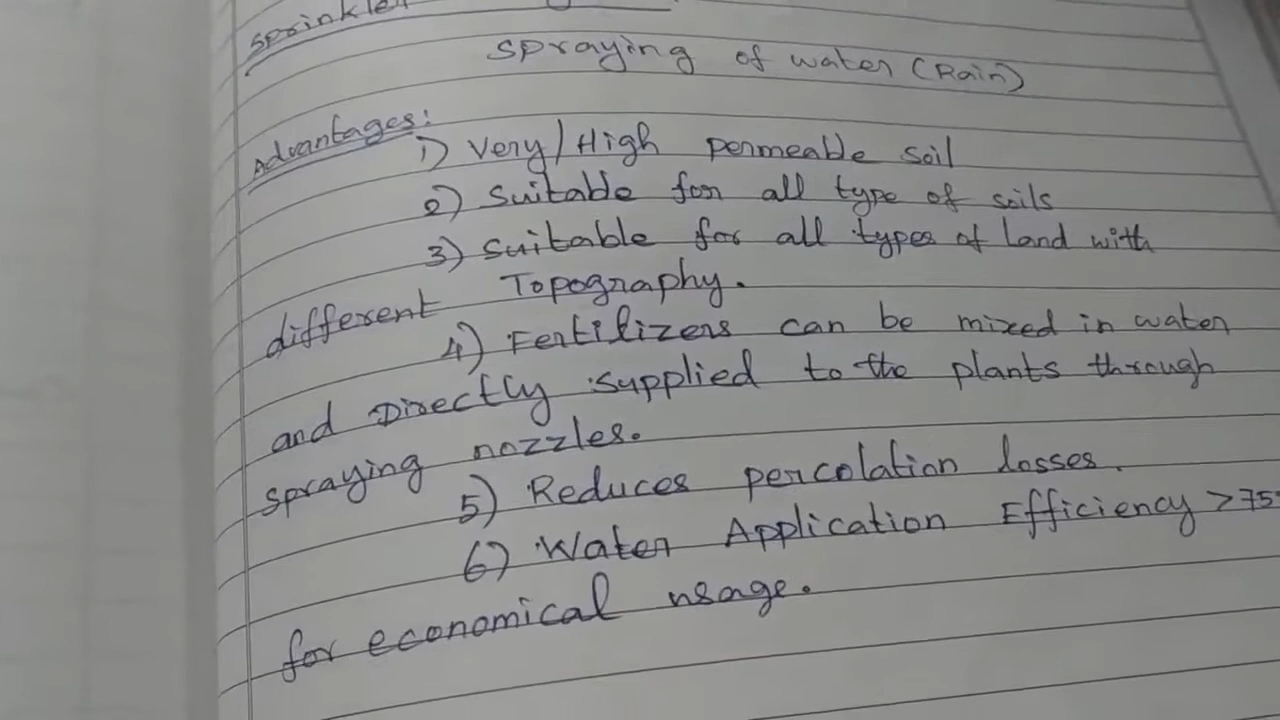 Sprinkler
Spraying of water (Rain)
Advantages:
1) Very/High permeable soil
2) Suitable for all type of soils
3) Suitable for all types of land with
different Topography.
4) Fertilizers can be mixed in water
and Directly supplied to the plants through
spraying nozzles.
5) Reduces percolation losses.
6) Water Application Efficiency >75
for economical usage.